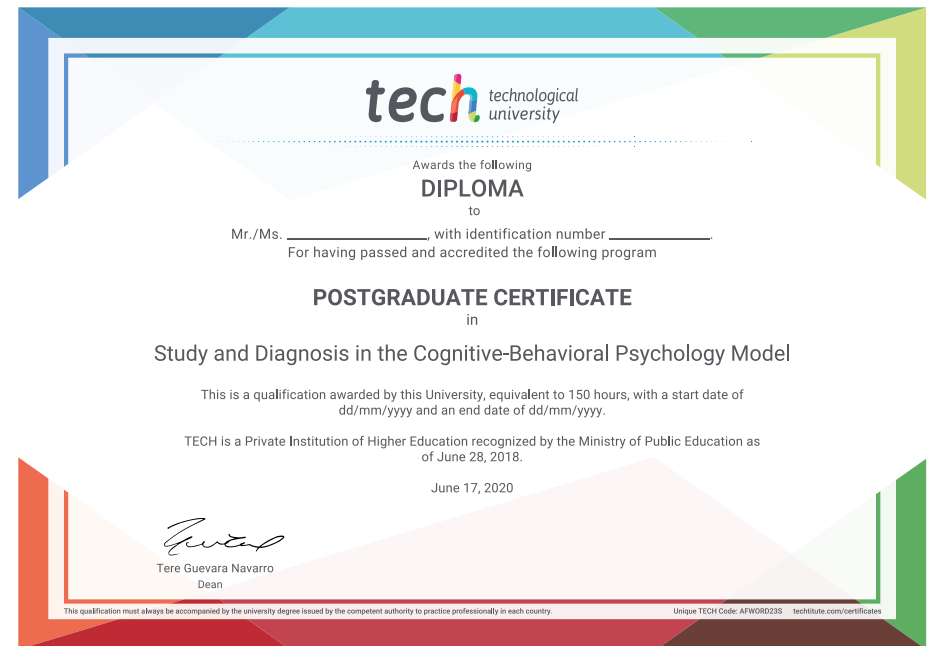 tech technological
university
Awards the following
DIPLOMA
to
Mr./Ms. ____________________, with identification number ______________.
For having passed and accredited the following program
POSTGRADUATE CERTIFICATE
in
Study and Diagnosis in the Cognitive-Behavioral Psychology Model
This is a qualification awarded by this University, equivalent to 150 hours, with a start date of
dd/mm/yyyy and an end date of dd/mm/yyyy.
TECH is a Private Institution of Higher Education recognized by the Ministry of Public Education as
of June 28, 2018.
June 17, 2020
Tere Guevara Navarro
Dean
This qualification must always be accompanied by the university degree issued by the competent authority to practice professionally in each country.
Unique TECH Code: AFWORD23S techtitute.com/certificates